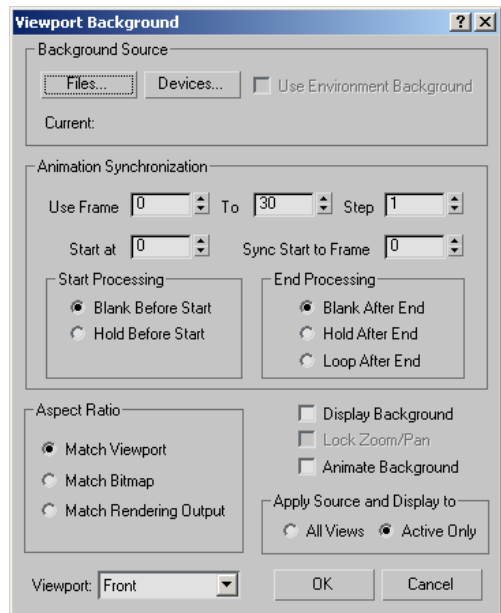 Viewport Background
Background Source
Files... Devices... Use Environment Background
Current:
Animation Synchronization
Use Frame 0 To 30 Step 1
Start at 0 Sync Start to Frame 0
Start Processing
Blank Before Start
Hold Before Start
End Processing
Blank After End
Hold After End
Loop After End
Aspect Ratio
Match Viewport
Match Bitmap
Match Rendering Output
Display Background
Lock Zoom/Pan
Animate Background
Apply Source and Display to
All Views Active Only
Viewport: Front OK Cancel